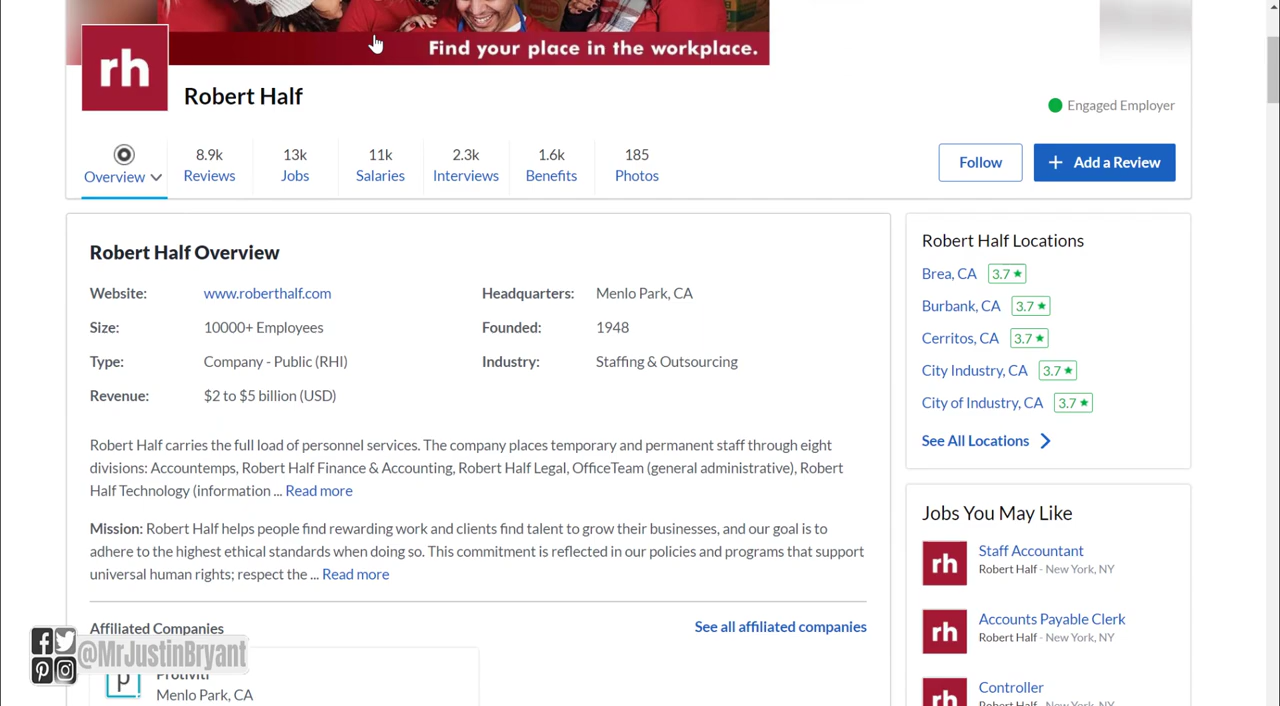 Find your place in the workplace.
rh
Robert Half
Engaged Employer
Overview
8.9k
Reviews
13k
Jobs
11k
Salaries
2.3k
Interviews
1.6k
Benefits
185
Photos
Follow
+ Add a Review
Robert Half Overview
Website: www.roberthalf.com
Headquarters: Menlo Park, CA
Size: 10000+ Employees
Founded: 1948
Type: Company - Public (RHI)
Industry: Staffing & Outsourcing
Revenue: $2 to $5 billion (USD)
Robert Half carries the full load of personnel services. The company places temporary and permanent staff through eight
divisions: Accountemps, Robert Half Finance & Accounting, Robert Half Legal, OfficeTeam (general administrative), Robert
Half Technology (information ... Read more
Mission: Robert Half helps people find rewarding work and clients find talent to grow their businesses, and our goal is to
adhere to the highest ethical standards when doing so. This commitment is reflected in our policies and programs that support
universal human rights; respect the ... Read more
Affiliated Companies
See all affiliated companies
Protiviti
Menlo Park, CA
@MrJustinBryant
Robert Half Locations
Brea, CA 3.7 ★
Burbank, CA 3.7 ★
Cerritos, CA 3.7 ★
City Industry, CA 3.7 ★
City of Industry, CA 3.7 ★
See All Locations
Jobs You May Like
rh
Staff Accountant
Robert Half - New York, NY
rh
Accounts Payable Clerk
Robert Half - New York, NY
rh
Controller
Robert Half - New York, NY